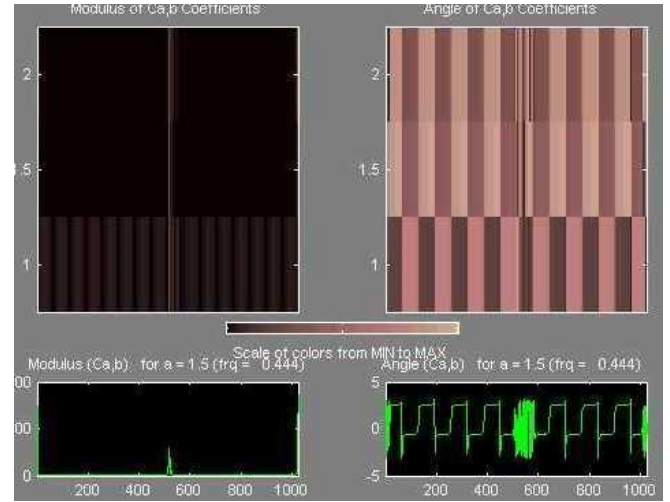 Modulus of Ca,b Coefficients
Angle of Ca,b Coefficients
2
1.5
1
2
1.5
1
Scale of colors from MIN to MAX
Modulus (Ca,b) for a = 1.5 (frq = 0.444)
Angle (Ca,b) for a = 1.5 (frq = 0.444)
00
00
0
200 400 600 800 1000
5
0
-5
200 400 600 800 1000